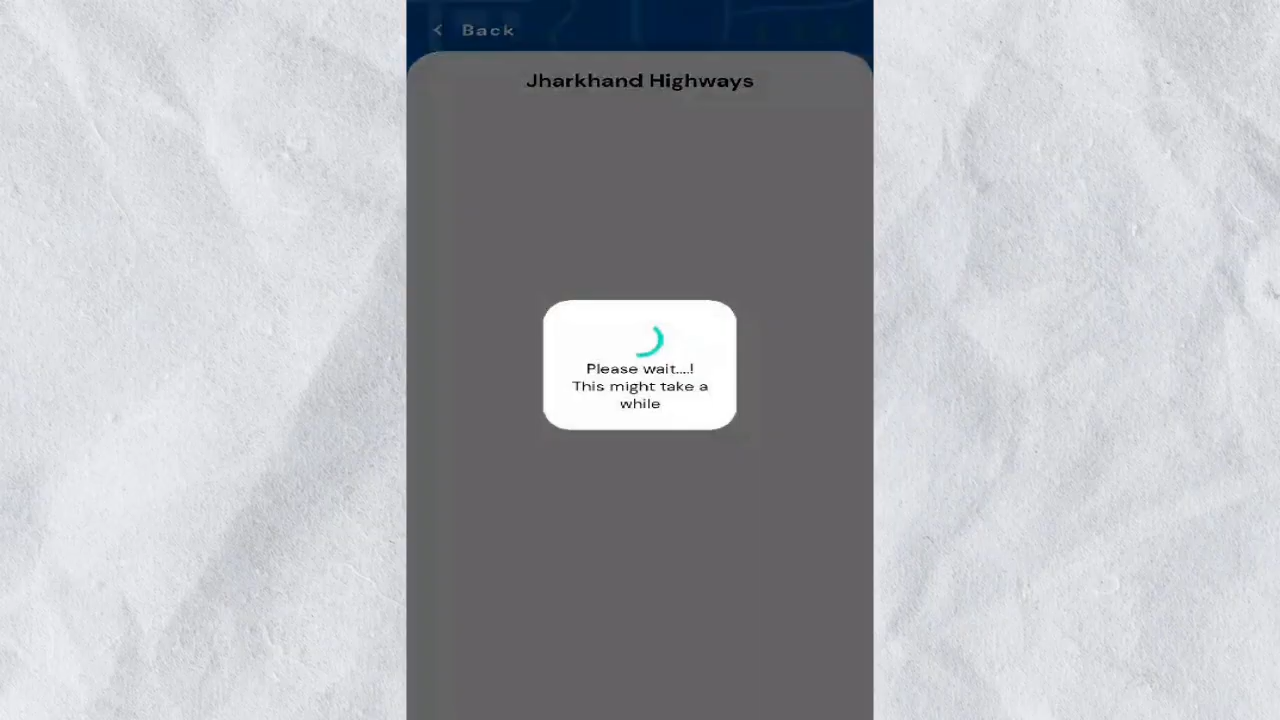 Back
Jharkhand Highways
Please wait....!
This might take a
while